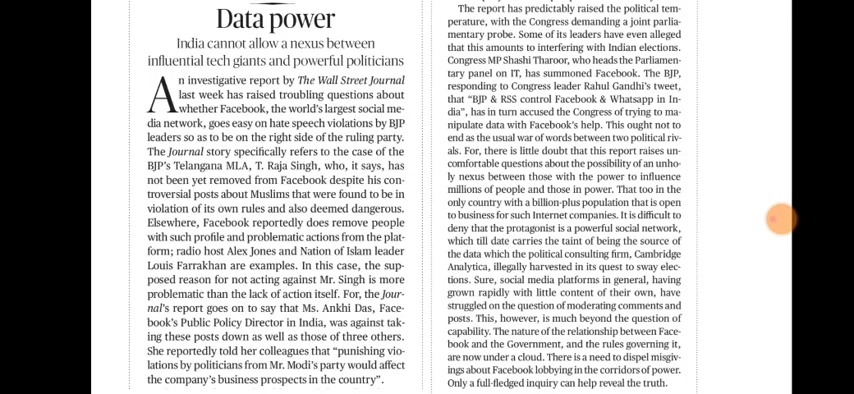 Data power
India cannot allow a nexus between
influential tech giants and powerful politicians
An investigative report by The Wall Street Journal
last week has raised troubling questions about
whether Facebook, the world's largest social me-
dia network, goes easy on hate speech violations by BJP
leaders so as to be on the right side of the ruling party.
The Journal story specifically refers to the case of the
BJP's Telangana MLA, T. Raja Singh, who, it says, has
not been yet removed from Facebook despite his con-
troversial posts about Muslims that were found to be in
violation of its own rules and also deemed dangerous.
Elsewhere, Facebook reportedly does remove people
with such profile and problematic actions from the plat-
form; radio host Alex Jones and Nation of Islam leader
Louis Farrakhan are examples. In this case, the sup-
posed reason for not acting against Mr. Singh is more
problematic than the lack of action itself. For, the Jour-
nal's report goes on to say that Ms. Ankhi Das, Face-
book's Public Policy Director in India, was against tak-
ing these posts down as well as those of three others.
She reportedly told her colleagues that “punishing vio-
lations by politicians from Mr. Modi's party would affect
the company's business prospects in the country”.
The report has predictably raised the political tem-
perature, with the Congress demanding a joint parlia-
mentary probe. Some of its leaders have even alleged
that this amounts to interfering with Indian elections.
Congress MP Shashi Tharoor, who heads the Parliamen-
tary panel on IT, has summoned Facebook. The BJP,
responding to Congress leader Rahul Gandhi's tweet,
that “BJP & RSS control Facebook & Whatsapp in In-
dia”, has in turn accused the Congress of trying to ma-
nipulate data with Facebook's help. This ought not to
end as the usual war of words between two political riv-
als. For, there is little doubt that this report raises un-
comfortable questions about the possibility of an unho-
ly nexus between those with the power to influence
millions of people and those in power. That too in the
only country with a billion-plus population that is open
to business for such Internet companies. It is difficult to
deny that the protagonist is a powerful social network,
which till date carries the taint of being the source of
the data which the political consulting firm, Cambridge
Analytica, illegally harvested in its quest to sway elec-
tions. Sure, social media platforms in general, having
grown rapidly with little content of their own, have
struggled on the question of moderating comments and
posts. This, however, is much beyond the question of
capability. The nature of the relationship between Face-
book and the Government, and the rules governing it,
are now under a cloud. There is a need to dispel misgiv-
ings about Facebook lobbying in the corridors of power.
Only a full-fledged inquiry can help reveal the truth.